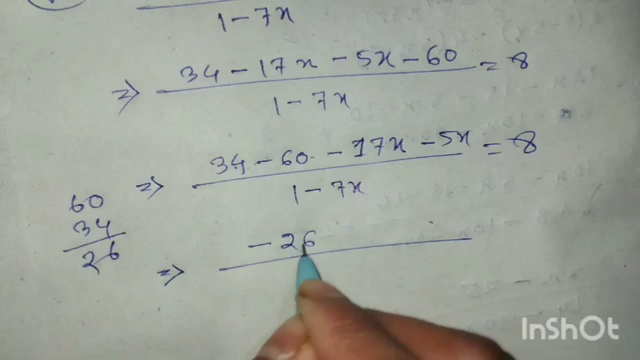 1-7x
⇒ 34-17x-5x-60 / 1-7x = 8
⇒ 34-60-17x-5x / 1-7x = 8
60
34
26
⇒ -26
InShOt